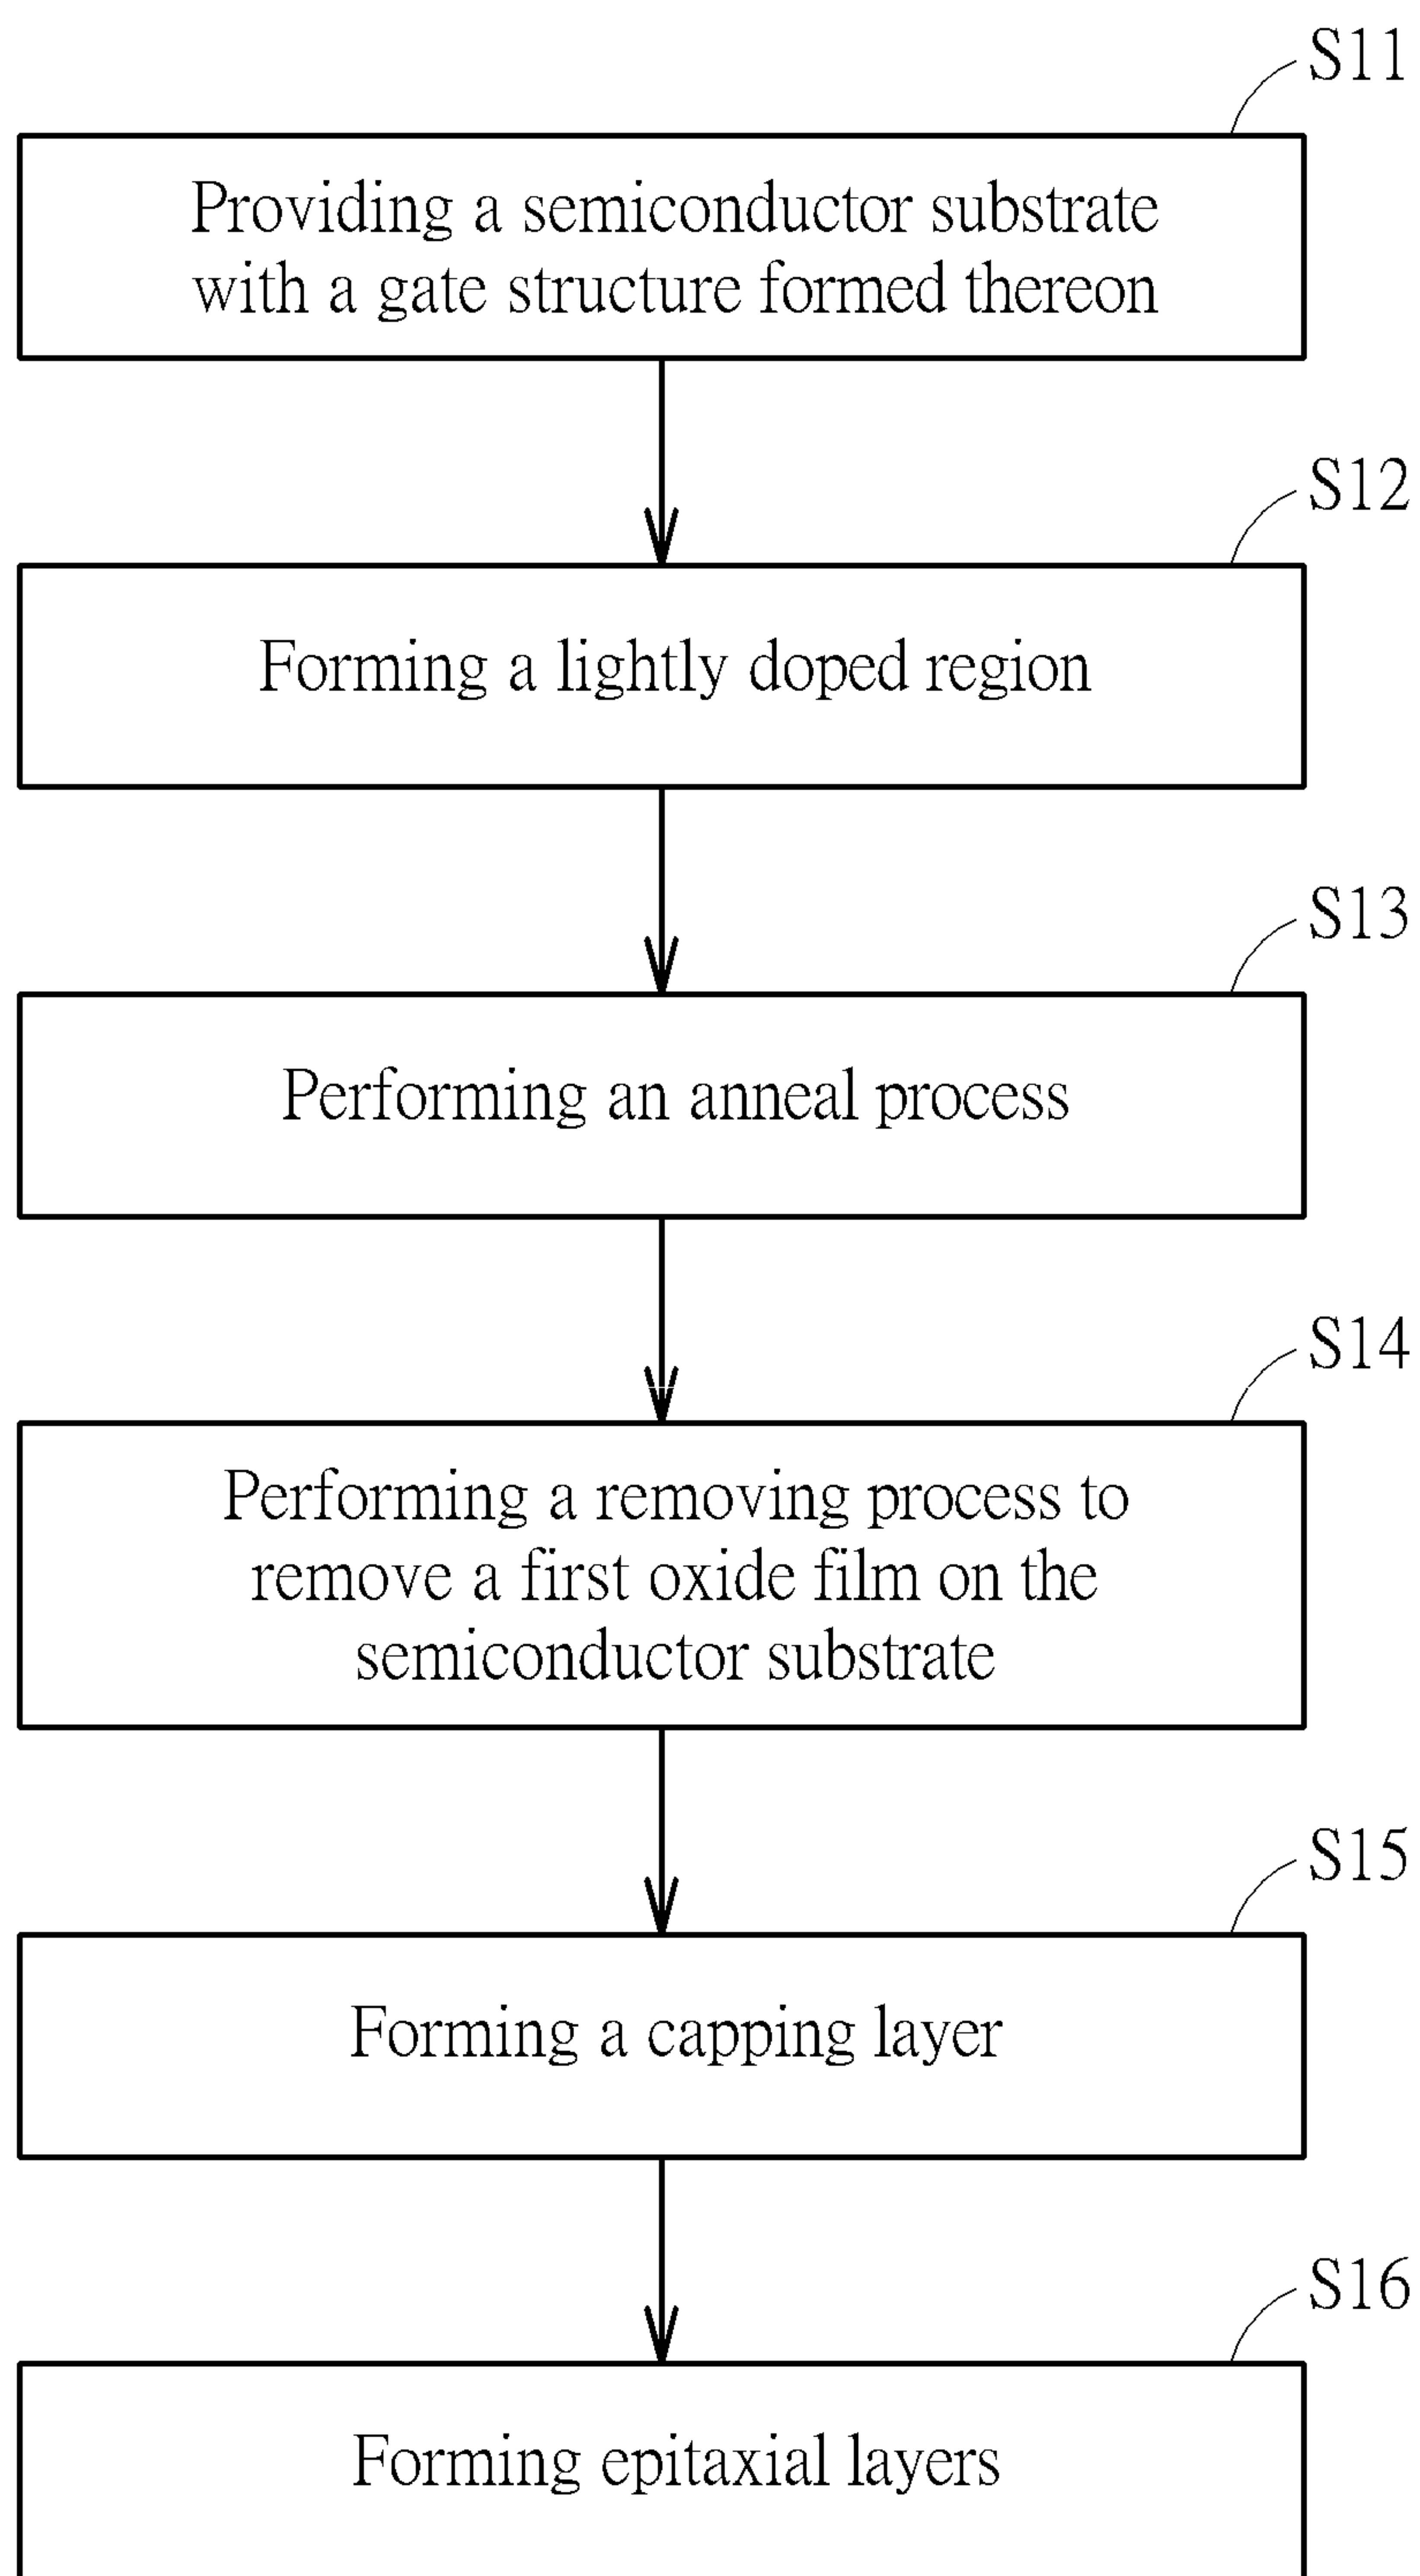 S11
Providing a semiconductor substrate
with a gate structure formed thereon
S12
Forming a lightly doped region
S13
Performing an anneal process
S14
Performing a removing process to
remove a first oxide film on the
semiconductor substrate
S15
Forming a capping layer
S16
Forming epitaxial layers